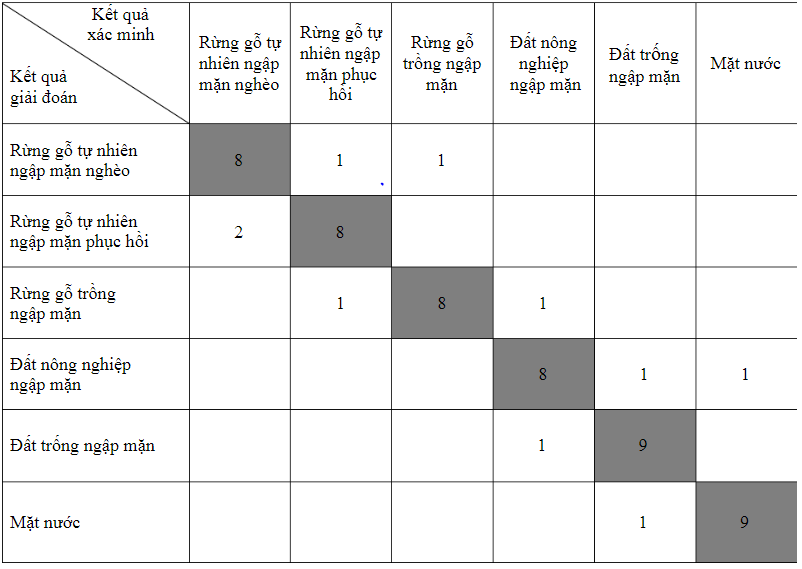 Kết quả
xác minh
Kết quả
giải đoán
Rừng gỗ tự
nhiên ngập
mặn nghèo
Rừng gỗ tự
nhiên ngập
mặn phục
hồi
Rừng gỗ
trồng ngập
mặn
Đất nông
nghiệp
ngập mặn
Đất trống
ngập mặn
Mặt nước
Rừng gỗ tự nhiên
ngập mặn nghèo
8 1 1
Rừng gỗ tự nhiên
ngập mặn phục hồi
2 8
Rừng gỗ trồng
ngập mặn
1 8 1
Đất nông nghiệp
ngập mặn
8 1 1
Đất trống ngập mặn
1 9
Mặt nước
1 9